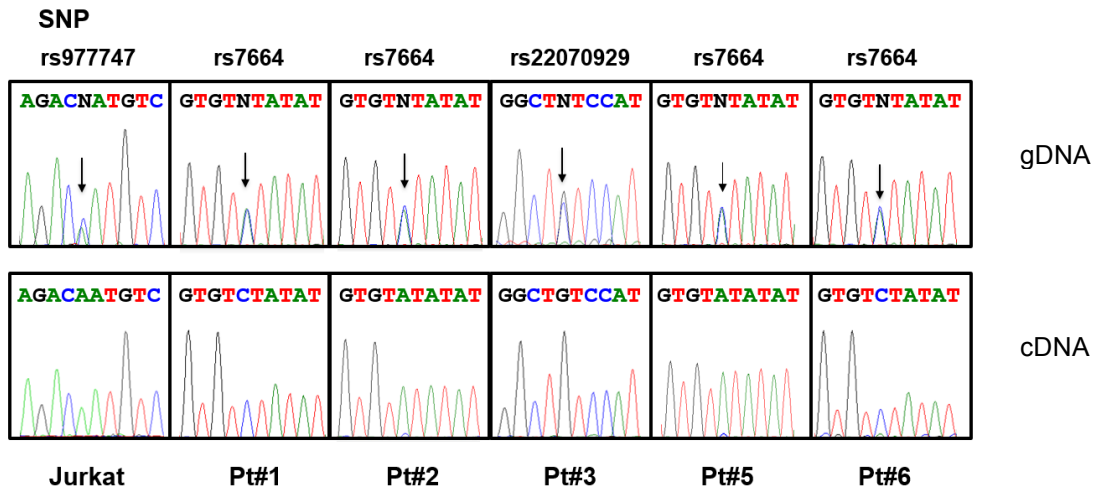 SNP
rs977747 rs7664 rs7664 rs22070929 rs7664 rs7664
AGACNATGTC GTGTNTATAT GTGTNTATAT GGCTNTCCAT GTGTNTATAT GTGTNTATAT
gDNA
AGACAATGTC GTGTCTATAT GTGTATATAT GGCTGTCCAT GTGTATATAT GTGTCTATAT
cDNA
Jurkat Pt#1 Pt#2 Pt#3 Pt#5 Pt#6